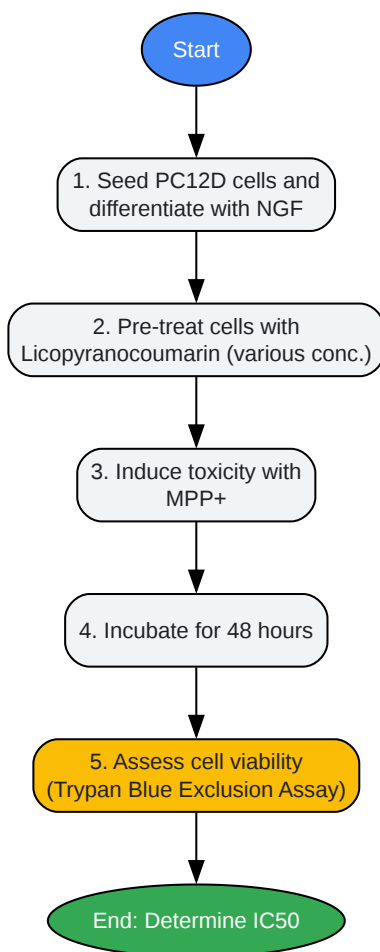 Start
1. Seed PC12D cells and
differentiate with NGF
2. Pre-treat cells with
Licopyranocoumarin (various conc.)
3. Induce toxicity with
MPP+
4. Incubate for 48 hours
5. Assess cell viability
(Trypan Blue Exclusion Assay)
End: Determine IC50